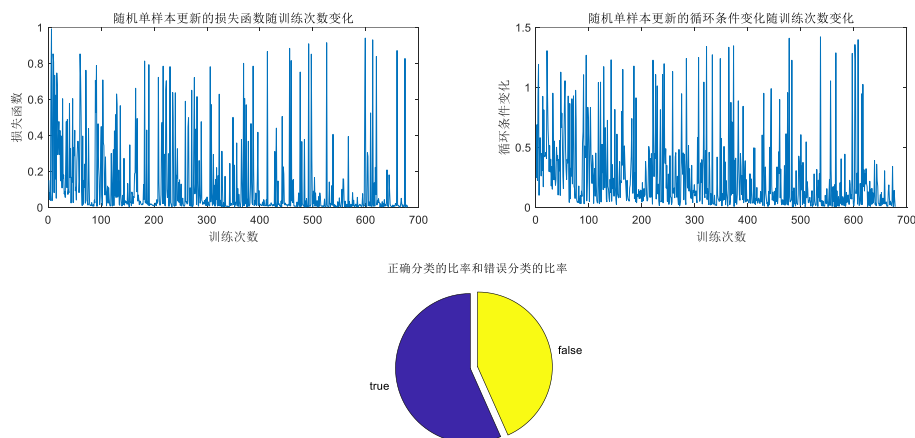 随机单样本更新的损失函数随训练次数变化
1
0.8
0.6
0.4
0.2
0
损失函数
0 100 200 300 400 500 600 700
训练次数
随机单样本更新的循环条件变化随训练次数变化
1.5
1
0.5
0
循环条件变化
0 100 200 300 400 500 600 700
训练次数
正确分类的比率和错误分类的比率
false
true